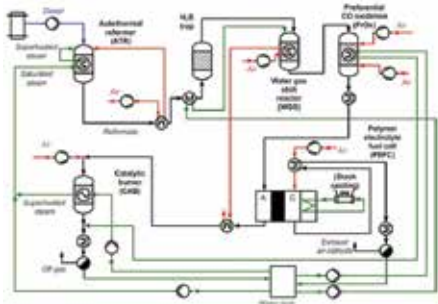 Diesel
Autothermal
reformer
(ATR)
Superheated
steam
Saturated
steam
Air
Reformate
H₂S
trap
Air
Water gas
shift
reactor
(WGS)
Preferential
CO oxidation
(PrOx)
Air
Air
Polymer
electrolyte
fuel cell
(PEFC)
Air
A
C
(Stack
cooling)
Air
Catalytic
burner
(CAB)
Superheated
steam
Off-gas
Exhaust
air cathode